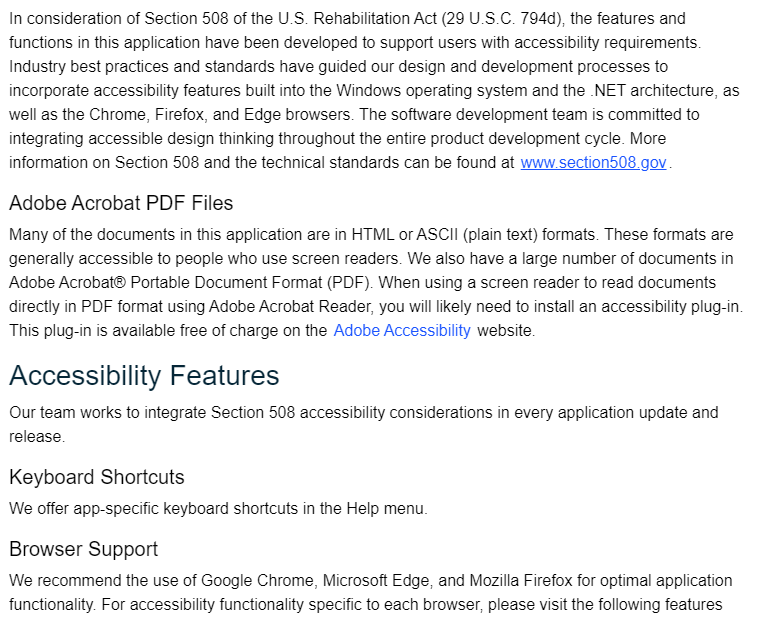 In consideration of Section 508 of the U.S. Rehabilitation Act (29 U.S.C. 794d), the features and
functions in this application have been developed to support users with accessibility requirements.
Industry best practices and standards have guided our design and development processes to
incorporate accessibility features built into the Windows operating system and the .NET architecture, as
well as the Chrome, Firefox, and Edge browsers. The software development team is committed to
integrating accessible design thinking throughout the entire product development cycle. More
information on Section 508 and the technical standards can be found at www.section508.gov.
Adobe Acrobat PDF Files
Many of the documents in this application are in HTML or ASCII (plain text) formats. These formats are
generally accessible to people who use screen readers. We also have a large number of documents in
Adobe Acrobat® Portable Document Format (PDF). When using a screen reader to read documents
directly in PDF format using Adobe Acrobat Reader, you will likely need to install an accessibility plug-in.
This plug-in is available free of charge on the Adobe Accessibility website.
Accessibility Features
Our team works to integrate Section 508 accessibility considerations in every application update and
release.
Keyboard Shortcuts
We offer app-specific keyboard shortcuts in the Help menu.
Browser Support
We recommend the use of Google Chrome, Microsoft Edge, and Mozilla Firefox for optimal application
functionality. For accessibility functionality specific to each browser, please visit the following features